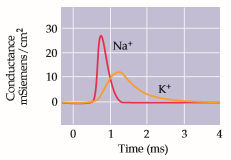 Conductance
mSiemens/cm²
30
20
10
0
Na⁺
K⁺
0 1 2 3 4
Time (ms)